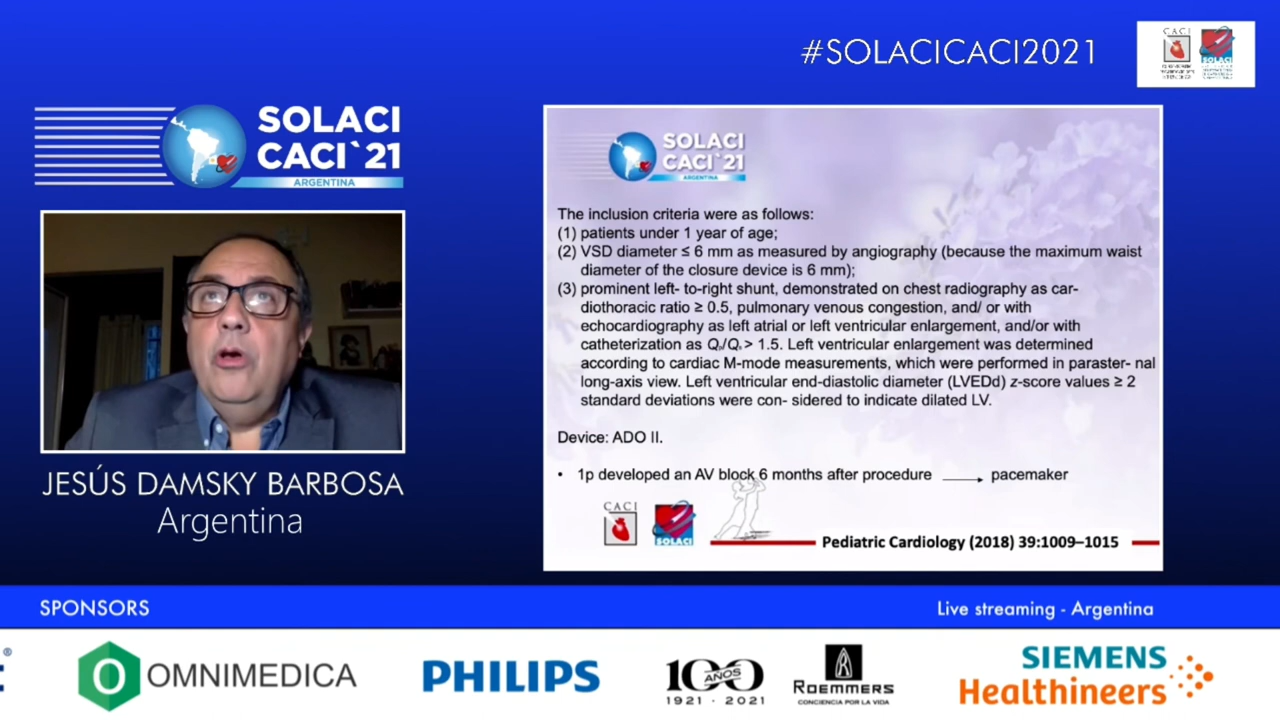 #SOLACICACI2021
CACI
SOLACI
SOLACI
CACI`21
ARGENTINA
JESÚS DAMSKY BARBOSA
Argentina
SOLACI
CACI`21
ARGENTINA
The inclusion criteria were as follows:
(1) patients under 1 year of age;
(2) VSD diameter ≤ 6 mm as measured by angiography (because the maximum waist
diameter of the closure device is 6 mm);
(3) prominent left- to-right shunt, demonstrated on chest radiography as car-
diothoracic ratio ≥ 0.5, pulmonary venous congestion, and/ or with
echocardiography as left atrial or left ventricular enlargement, and/or with
catheterization as Qp/Qs > 1.5. Left ventricular enlargement was determined
according to cardiac M-mode measurements, which were performed in paraster- nal
long-axis view. Left ventricular end-diastolic diameter (LVEDd) z-score values ≥ 2
standard deviations were con- sidered to indicate dilated LV.
Device: ADO II.
• 1p developed an AV block 6 months after procedure pacemaker
CACI
SOLACI
Pediatric Cardiology (2018) 39:1009–1015
SPONSORS
Live streaming - Argentina
®
OMNIMEDICA
PHILIPS
100 AÑOS
1921 · 2021
ROEMMERS
CONCIENCIA POR LA VIDA
SIEMENS
Healthineers